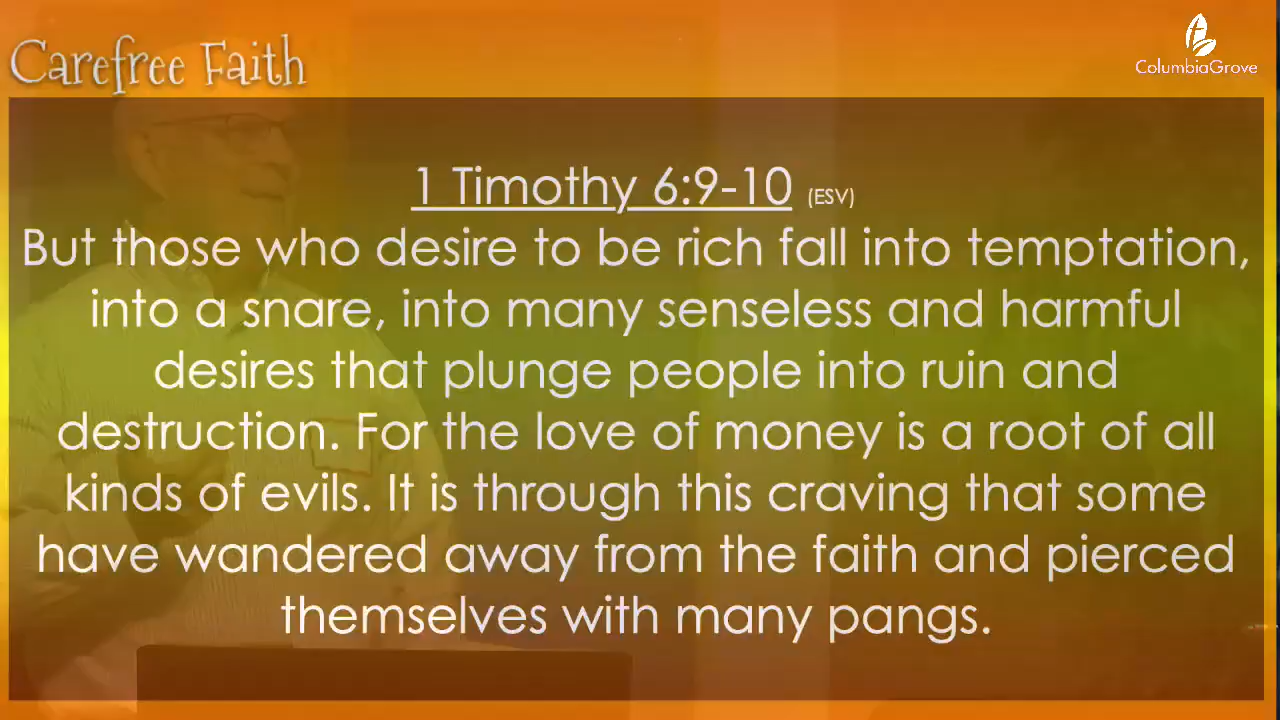 Carefree Faith
ColumbiaGrove
1 Timothy 6:9-10 (ESV)
But those who desire to be rich fall into temptation,
into a snare, into many senseless and harmful
desires that plunge people into ruin and
destruction. For the love of money is a root of all
kinds of evils. It is through this craving that some
have wandered away from the faith and pierced
themselves with many pangs.